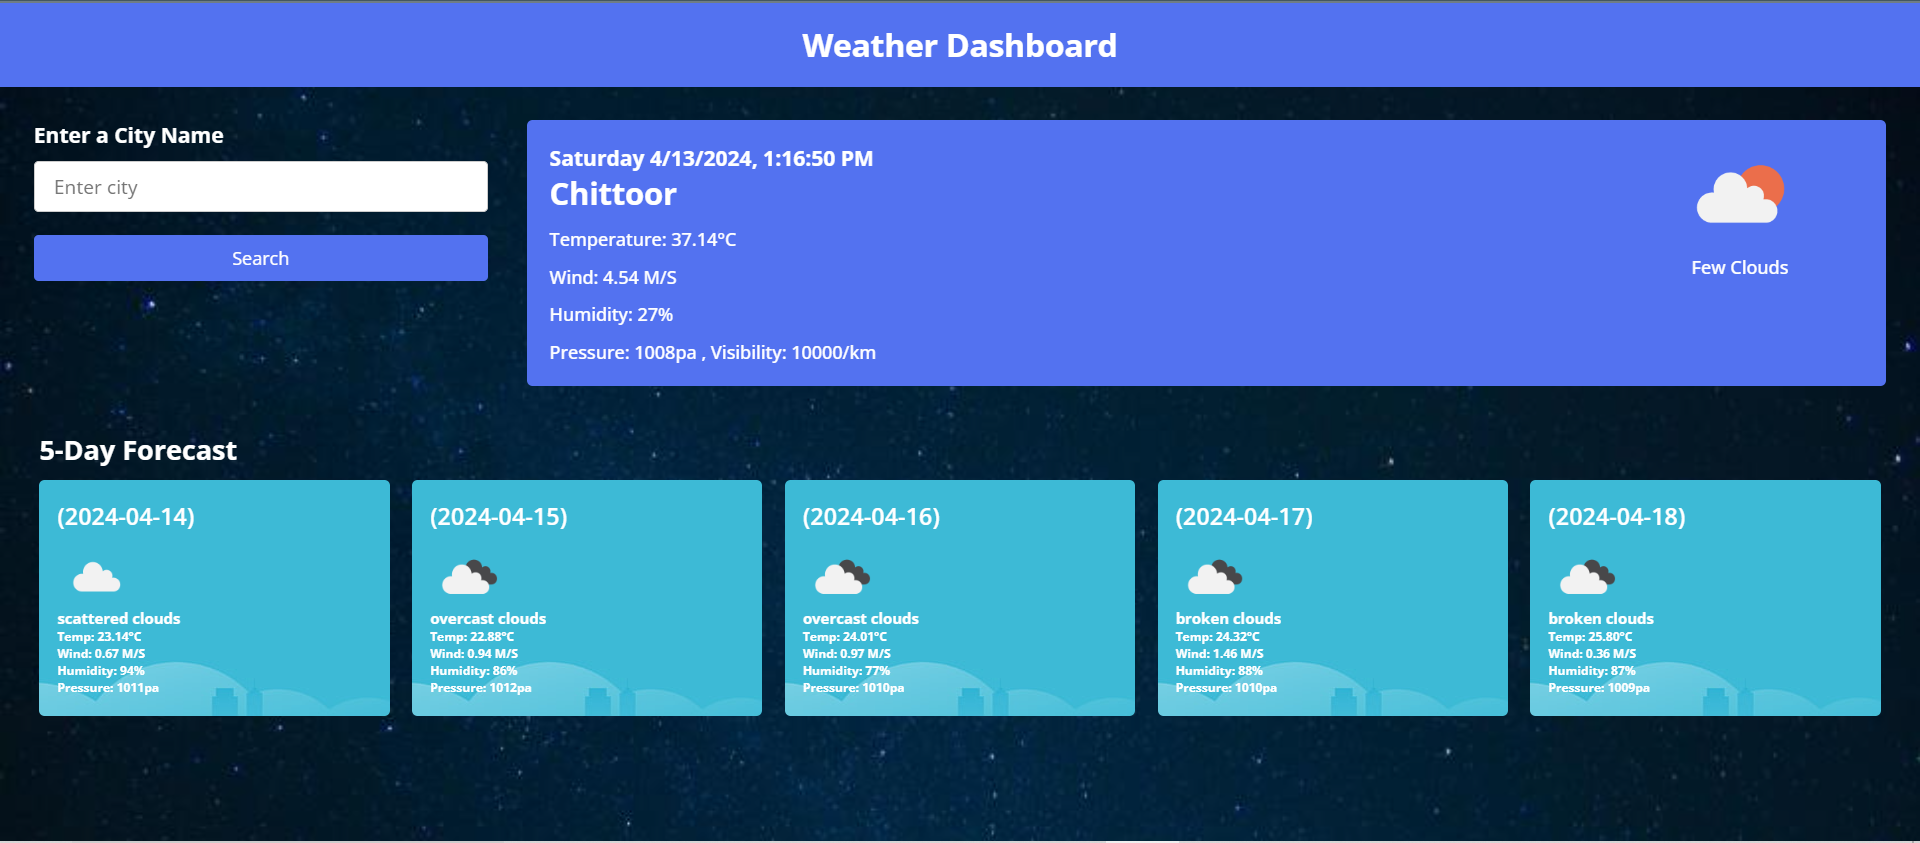 Weather Dashboard
Enter a City Name
Enter city
Search
Saturday 4/13/2024, 1:16:50 PM
Chittoor
Temperature: 37.14°C
Wind: 4.54 M/S
Humidity: 27%
Pressure: 1008pa , Visibility: 10000/km
Few Clouds
5-Day Forecast
(2024-04-14)
scattered clouds
Temp: 23.14°C
Wind: 0.67 M/S
Humidity: 94%
Pressure: 1011pa
(2024-04-15)
overcast clouds
Temp: 22.88°C
Wind: 0.94 M/S
Humidity: 86%
Pressure: 1012pa
(2024-04-16)
overcast clouds
Temp: 24.01°C
Wind: 0.97 M/S
Humidity: 77%
Pressure: 1010pa
(2024-04-17)
broken clouds
Temp: 24.32°C
Wind: 1.46 M/S
Humidity: 88%
Pressure: 1010pa
(2024-04-18)
broken clouds
Temp: 25.80°C
Wind: 0.36 M/S
Humidity: 87%
Pressure: 1009pa